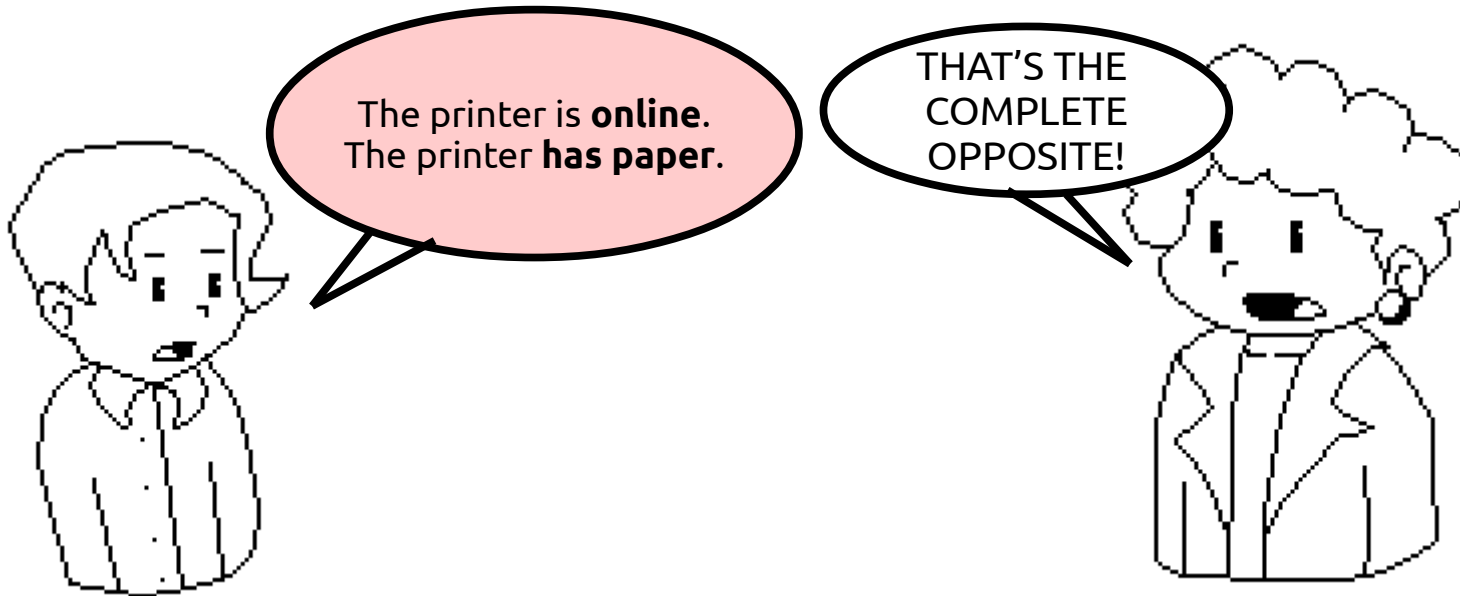 The printer is online.
The printer has paper.
THAT’S THE
COMPLETE
OPPOSITE!